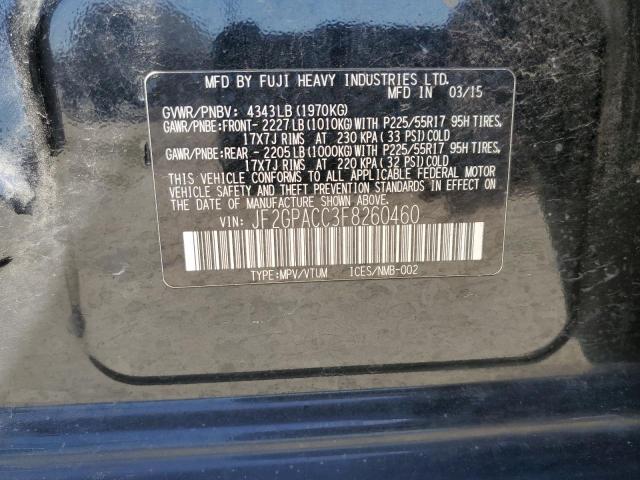 MFD BY FUJI HEAVY INDUSTRIES LTD.
MFD IN 03/15
GVWR/PNBV: 4343LB (1970KG)
GAWR/PNBE:FRONT- 2227LB(1010KG)WITH P225/55R17 95H TIRES,
17X7J RIMS AT 230 KPA (33 PSI)COLD
GAWR/PNBE:REAR - 2205LB(1000KG)WITH P225/55R17 95H TIRES,
17X7J RIMS AT 220 KPA (32 PSI)COLD
THIS VEHICLE CONFORMS TO ALL APPLICABLE FEDERAL MOTOR
VEHICLE SAFETY AND THEFT PREVENTION STANDARDS IN EFFECT
ON THE DATE OF MANUFACTURE SHOWN ABOVE.
VIN: JF2GPACC3F8260460
TYPE:MPV/VTUM ICES/NMB-002